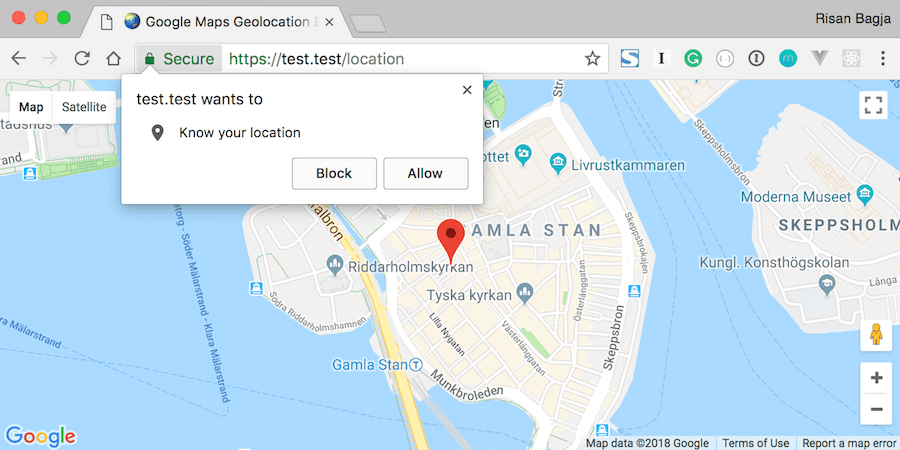 Google Maps Geolocation E
Risan Bagja
Secure
https://test.test/location
test.test wants to
Know your location
Block
Allow
Map
Satellite
tadshus
Livrustkammaren
Moderna Museet
SKEPPSHOLM
GAMLA STAN
Riddarholmskyrkan
Kungl. Konsthögskolan
Tyska kyrkan
Långa
Södra Riddarholmshamnen
Österlånggatan
Västerlånggatan
Lilla Nygatan
Skeppsbron
Skeppsbrokajen
Skeppsholmsbron
Gamla Stan
Munkbroleden
torg - Söder Mälarstrand - Klara Mälarstrand
Google
Map data ©2018 Google
Terms of Use
Report a map error